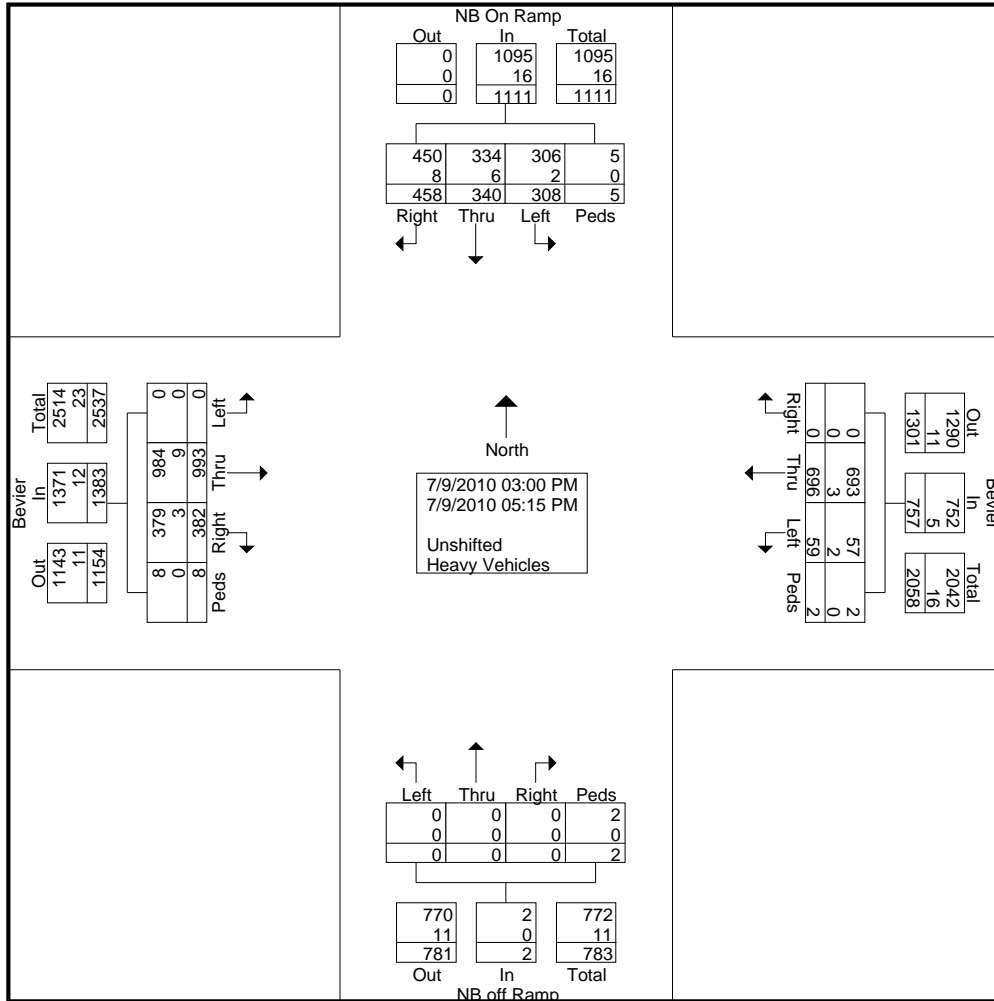 NB On Ramp
Out In Total
0 1095 1095
0 16 16
0 1111 1111
450 334 306 5
8 6 2 0
458 340 308 5
Right Thru Left Peds
Bevier
Total In Out
2514 1371 1143
23 12 11
2537 1383 1154
0 984 379 8
0 9 3 0
0 993 382 8
Left Thru Right Peds
North
7/9/2010 03:00 PM
7/9/2010 05:15 PM
Unshifted
Heavy Vehicles
Right Thru Left Peds
0 696 59 2
0 3 2 0
0 693 57 2
1301 757 2058
11 5 16
1290 752 2042
Out In Total
Bevier
Left Thru Right Peds
0 0 0 2
0 0 0 0
0 0 0 2
770 2 772
11 0 11
781 2 783
Out In Total
NB off Ramp